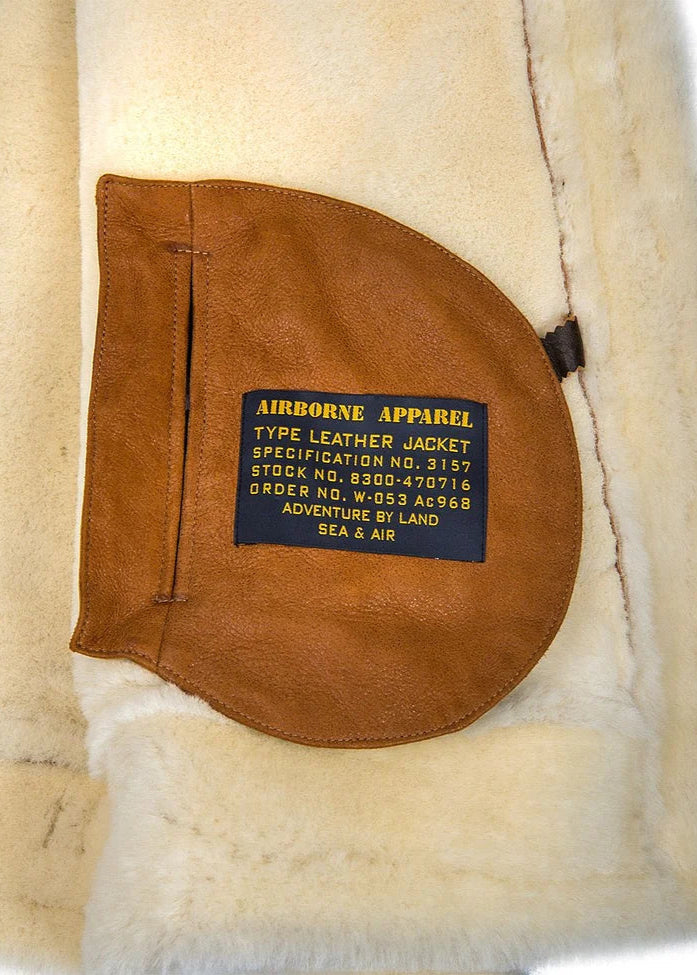 AIRBORNE APPAREL
TYPE LEATHER JACKET
SPECIFICATION NO. 3157
STOCK NO. 8300-470716
ORDER NO. W-053 Ac968
ADVENTURE BY LAND
SEA & AIR